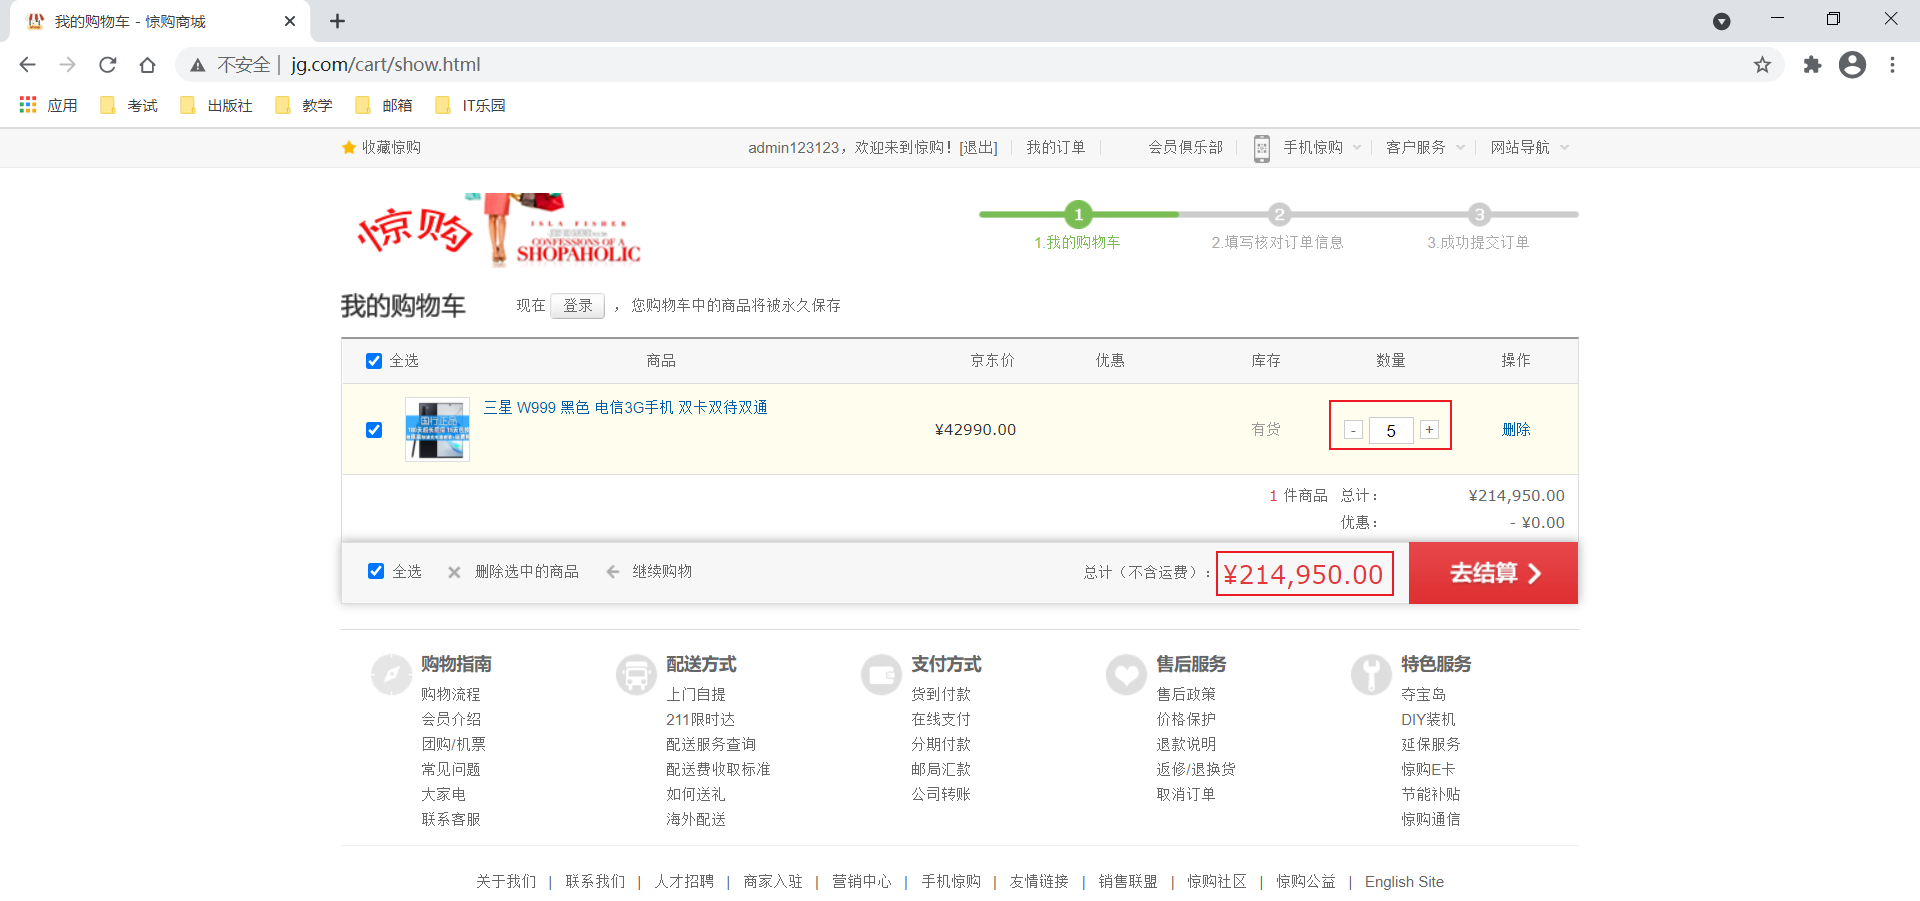 我的购物车 - 惊购商城
不安全 | jg.com/cart/show.html
应用 考试 出版社 教学 邮箱 IT乐园
收藏惊购 admin123123，欢迎来到惊购！[退出] 我的订单 会员俱乐部 手机惊购 客户服务 网站导航
惊购
ISLA FISHER
CONFESSIONS OF A
SHOPAHOLIC
1 2 3
1.我的购物车 2.填写核对订单信息 3.成功提交订单
我的购物车 现在 登录 ，您购物车中的商品将被永久保存
全选 商品 京东价 优惠 库存 数量 操作
国行正品
三星 W999 黑色 电信3G手机 双卡双待双通
¥42990.00 有货 - 5 + 删除
1 件商品 总计： ¥214,950.00
优惠： - ¥0.00
全选 删除选中的商品 继续购物 总计（不含运费）： ¥214,950.00 去结算
购物指南 配送方式 支付方式 售后服务 特色服务
购物流程 上门自提 货到付款 售后政策 夺宝岛
会员介绍 211限时达 在线支付 价格保护 DIY装机
团购/机票 配送服务查询 分期付款 退款说明 延保服务
常见问题 配送费收取标准 邮局汇款 返修/退换货 惊购E卡
大家电 如何送礼 公司转账 取消订单 节能补贴
联系客服 海外配送 惊购通信
关于我们 | 联系我们 | 人才招聘 | 商家入驻 | 营销中心 | 手机惊购 | 友情链接 | 销售联盟 | 惊购社区 | 惊购公益 | English Site